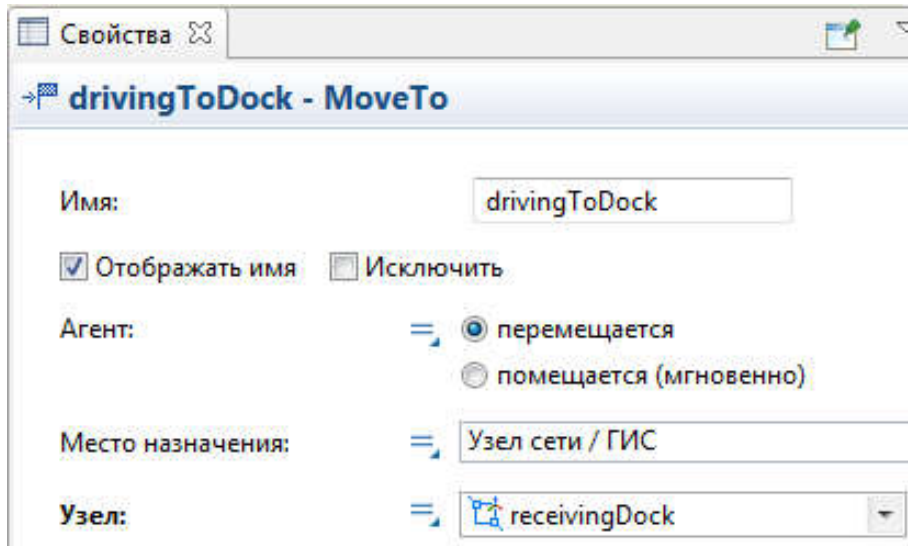 Свойства
drivingToDock - MoveTo
Имя: drivingToDock
Отображать имя Исключить
Агент: перемещается
помещается (мгновенно)
Место назначения: Узел сети / ГИС
Узел: receivingDock